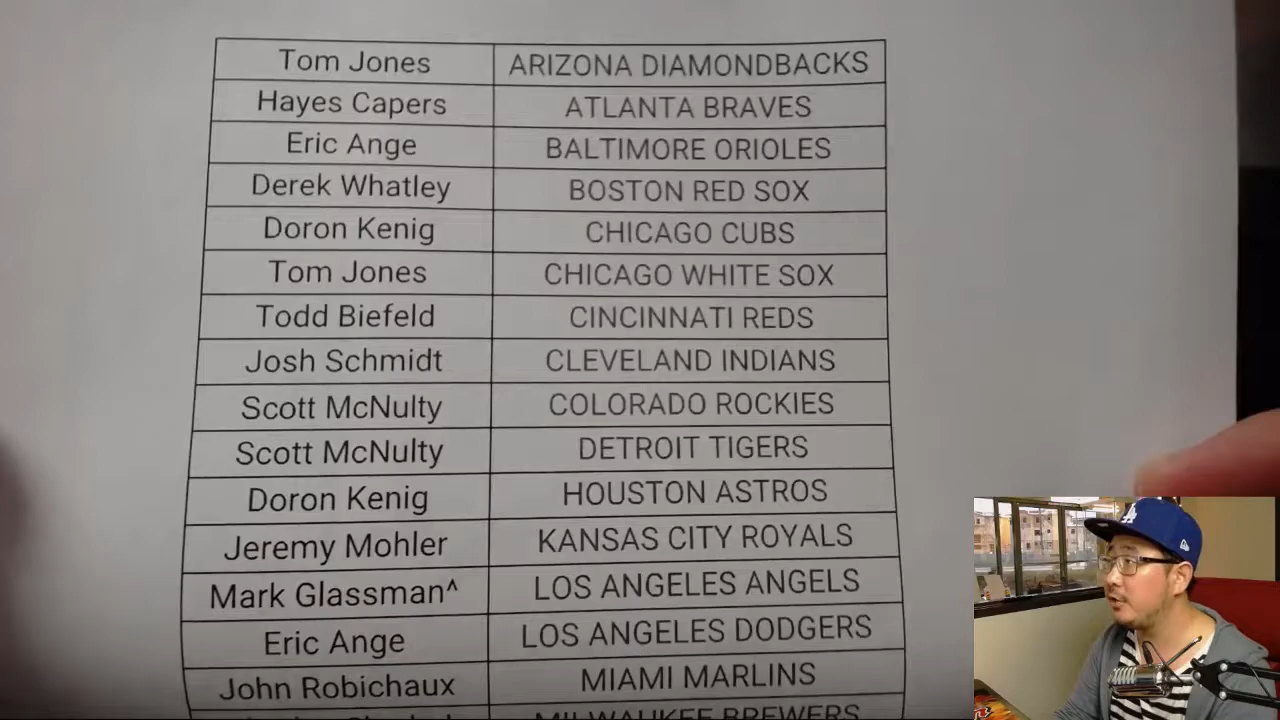 Tom Jones ARIZONA DIAMONDBACKS
Hayes Capers ATLANTA BRAVES
Eric Ange BALTIMORE ORIOLES
Derek Whatley BOSTON RED SOX
Doron Kenig CHICAGO CUBS
Tom Jones CHICAGO WHITE SOX
Todd Biefeld CINCINNATI REDS
Josh Schmidt CLEVELAND INDIANS
Scott McNulty COLORADO ROCKIES
Scott McNulty DETROIT TIGERS
Doron Kenig HOUSTON ASTROS
Jeremy Mohler KANSAS CITY ROYALS
Mark Glassman^ LOS ANGELES ANGELS
Eric Ange LOS ANGELES DODGERS
John Robichaux MIAMI MARLINS
MILWAUKEE BREWERS
LA